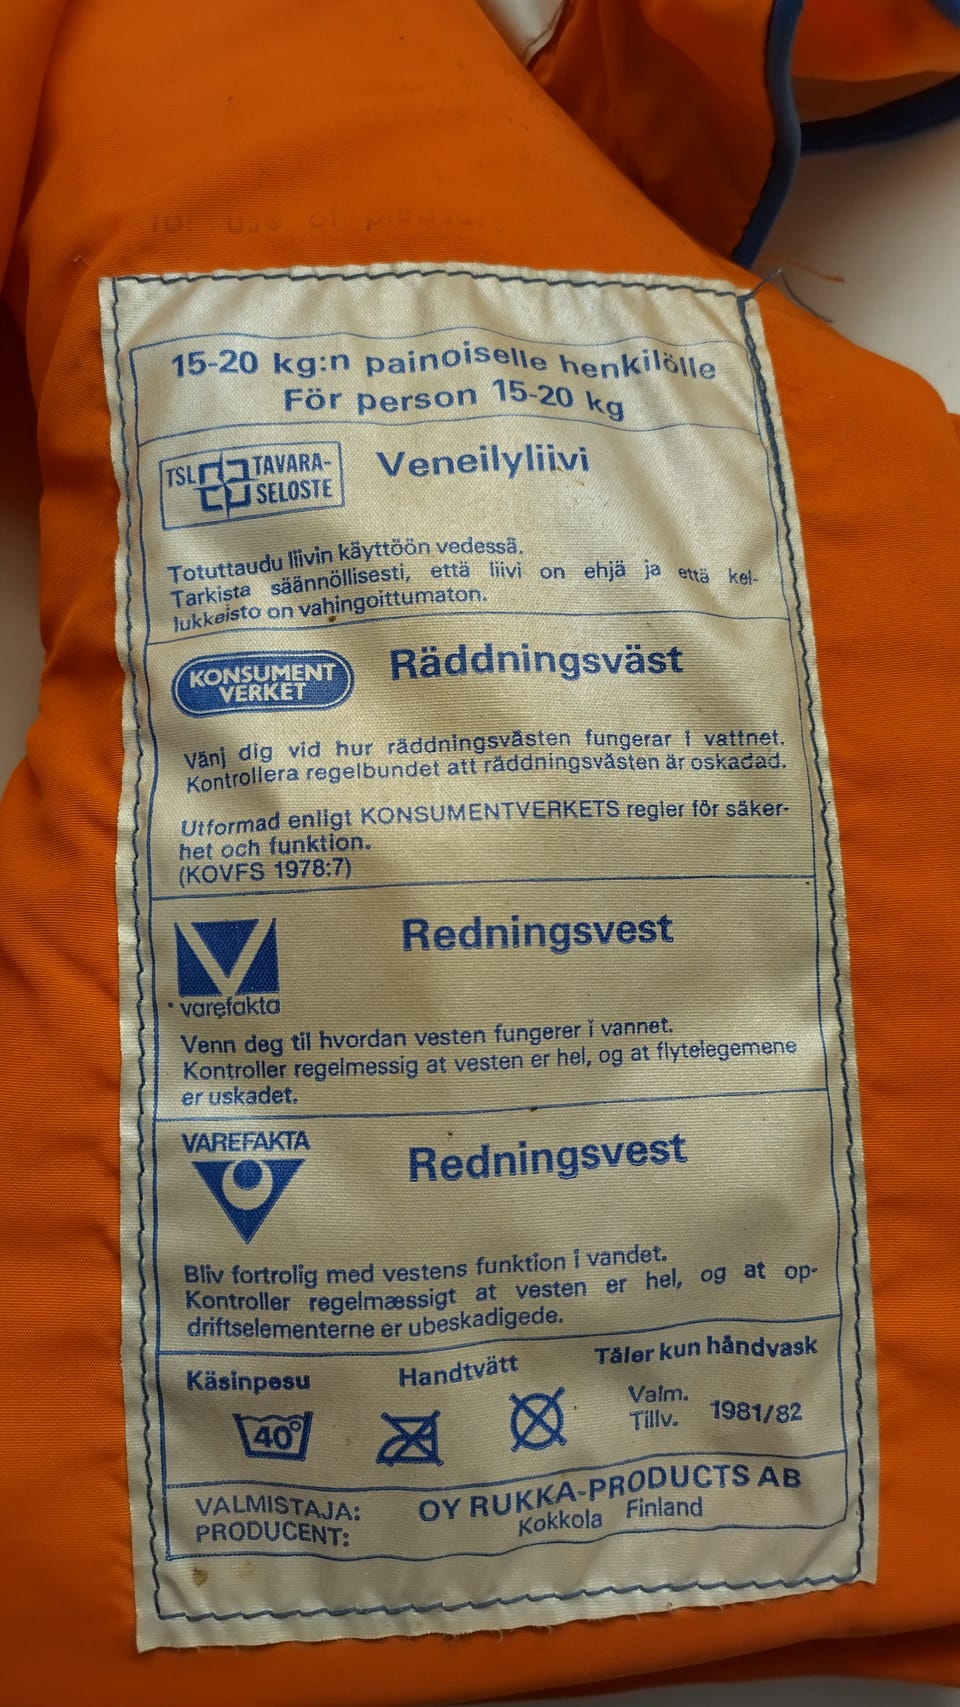 for use of
15-20 kg:n painoiselle henkilölle
För person 15-20 kg
TSL TAVARA-
SELOSTE
Veneilyliivi
Totuttaudu liivin käyttöön vedessä.
Tarkista säännöllisesti, että liivi on ehjä ja että kel-
lukkeisto on vahingoittumaton.
KONSUMENT
VERKET
Räddningsväst
Vänj dig vid hur räddningsvästen fungerar i vattnet.
Kontrollera regelbundet att räddningsvästen är oskadad.
Utformad enligt KONSUMENTVERKETS regler för säker-
het och funktion.
(KOVFS 1978:7)
varefakta
Redningsvest
Venn deg til hvordan vesten fungerer i vannet.
Kontroller regelmessig at vesten er hel, og at flytelegemene
er uskadet.
VAREFAKTA
Redningsvest
Bliv fortrolig med vestens funktion i vandet.
Kontroller regelmæssigt at vesten er hel, og at op-
driftselementerne er ubeskadigede.
Käsinpesu Handtvätt Tåler kun håndvask
40°
Valm.
Tillv. 1981/82
VALMISTAJA: OY RUKKA-PRODUCTS AB
PRODUCENT: Kokkola Finland